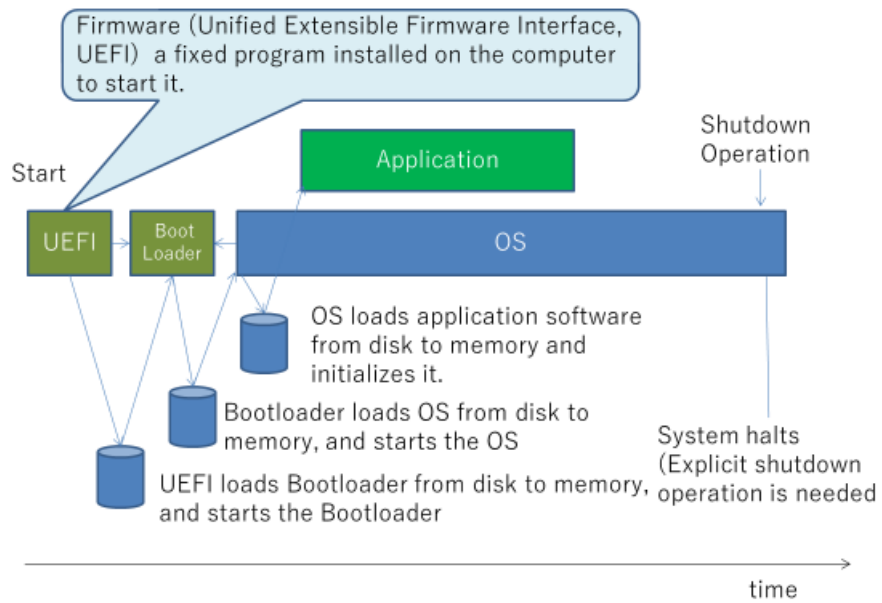 Firmware (Unified Extensible Firmware Interface,
UEFI)  a fixed program installed on the computer
to start it.
Shutdown
Operation
Application
Start
UEFI
Boot
Loader
OS
OS loads application software
from disk to memory and
initializes it.
Bootloader loads OS from disk to
memory, and starts the OS
System halts
(Explicit shutdown
operation is needed
UEFI loads Bootloader from disk to memory,
and starts the Bootloader
time